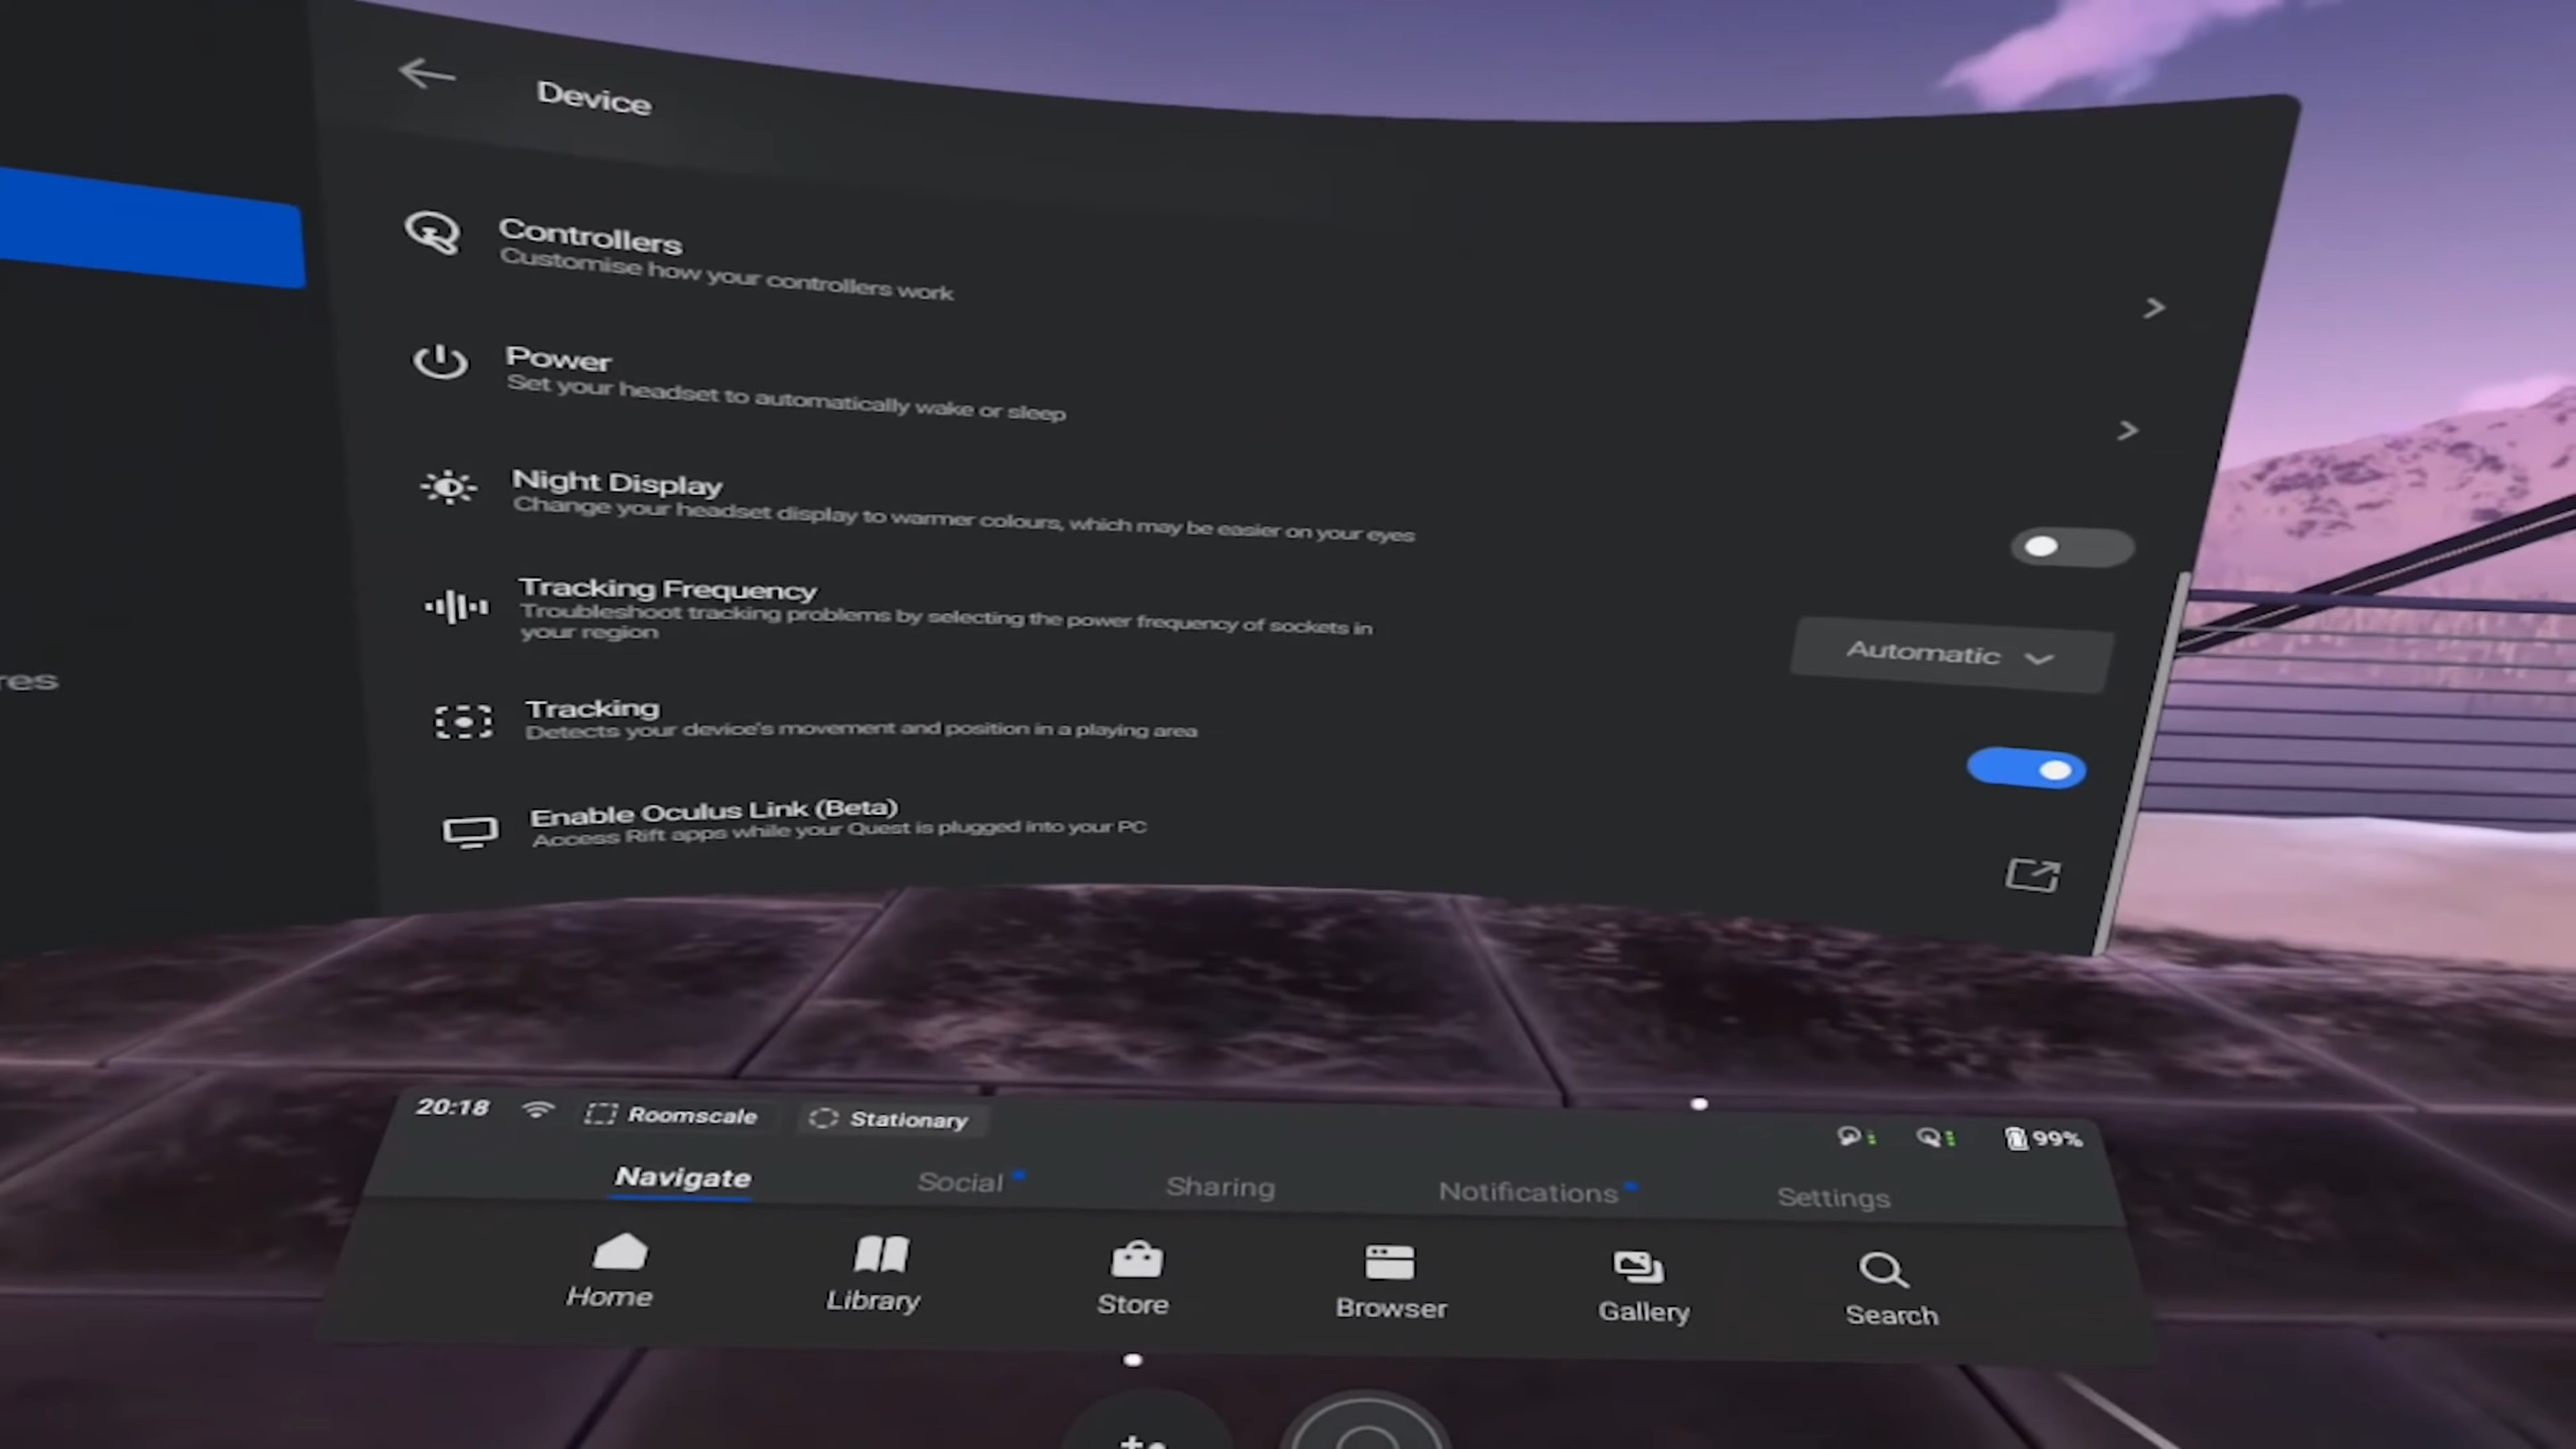 Device
Controllers
Customise how your controllers work
Power
Set your headset to automatically wake or sleep
Night Display
Change your headset display to warmer colours, which may be easier on your eyes
Tracking Frequency
Troubleshoot tracking problems by selecting the power frequency of sockets in
your region
Automatic
Tracking
Detects your device's movement and position in a playing area
Enable Oculus Link (Beta)
Access Rift apps while your Quest is plugged into your PC
res
20:18 Roomscale Stationary 99%
Navigate Social Sharing Notifications Settings
Home Library Store Browser Gallery Search